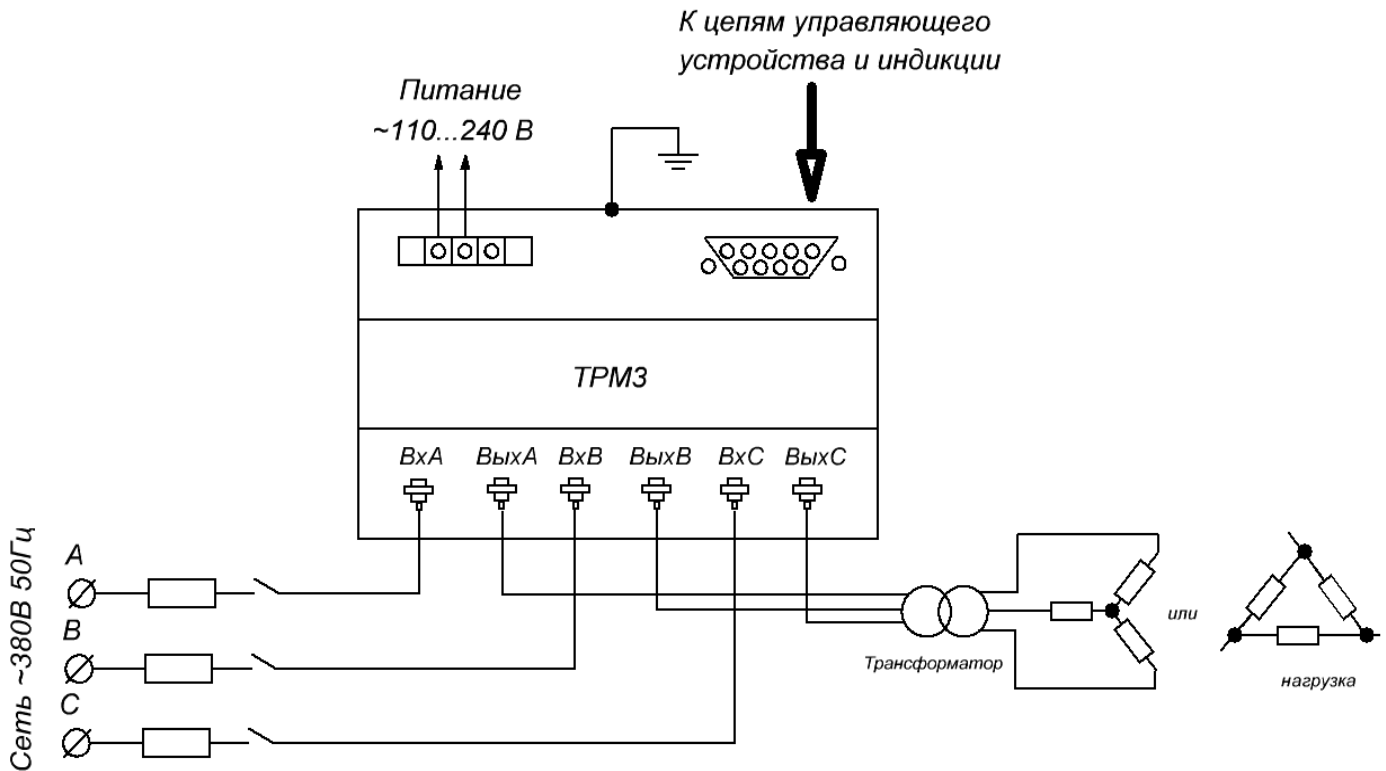 К цепям управляющего
устройства и индикции
Питание
~110...240 В
ТРМ3
ВхА ВыхА ВхВ ВыхВ ВхС ВыхС
Сеть ~380В 50Гц
А
В
С
Трансформатор
или
нагрузка